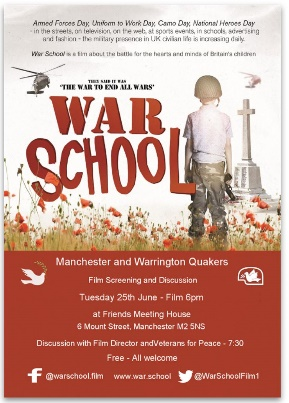 Armed Forces Day, Uniform to Work Day, Camo Day, National Heroes Day
- in the streets, on television, on the web, at sports events, in schools, advertising
and fashion - the military presence in UK civilian life is increasing daily.
War School is a film about the battle for the hearts and minds of Britain's children
THEY SAID IT WAS
'THE WAR TO END ALL WARS'
WAR
SCHOOL
Manchester and Warrington Quakers
Film Screening and Discussion
Tuesday 25th June - Film 6pm
at Friends Meeting House
6 Mount Street, Manchester M2 5NS
Discussion with Film Director andVeterans for Peace - 7:30
Free - All welcome
@warschool.film www.war.school @WarSchoolFilm1